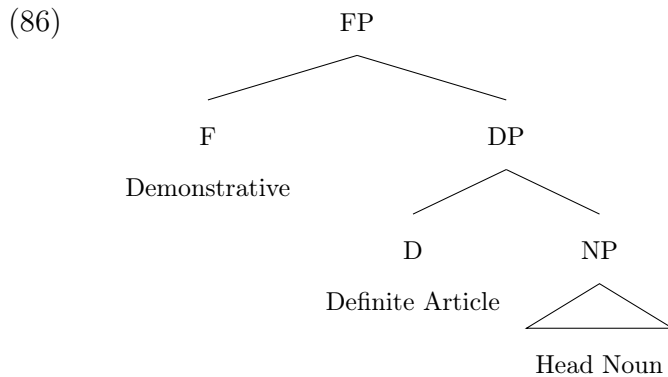 (86) FP
F DP
Demonstrative
D NP
Definite Article
Head Noun